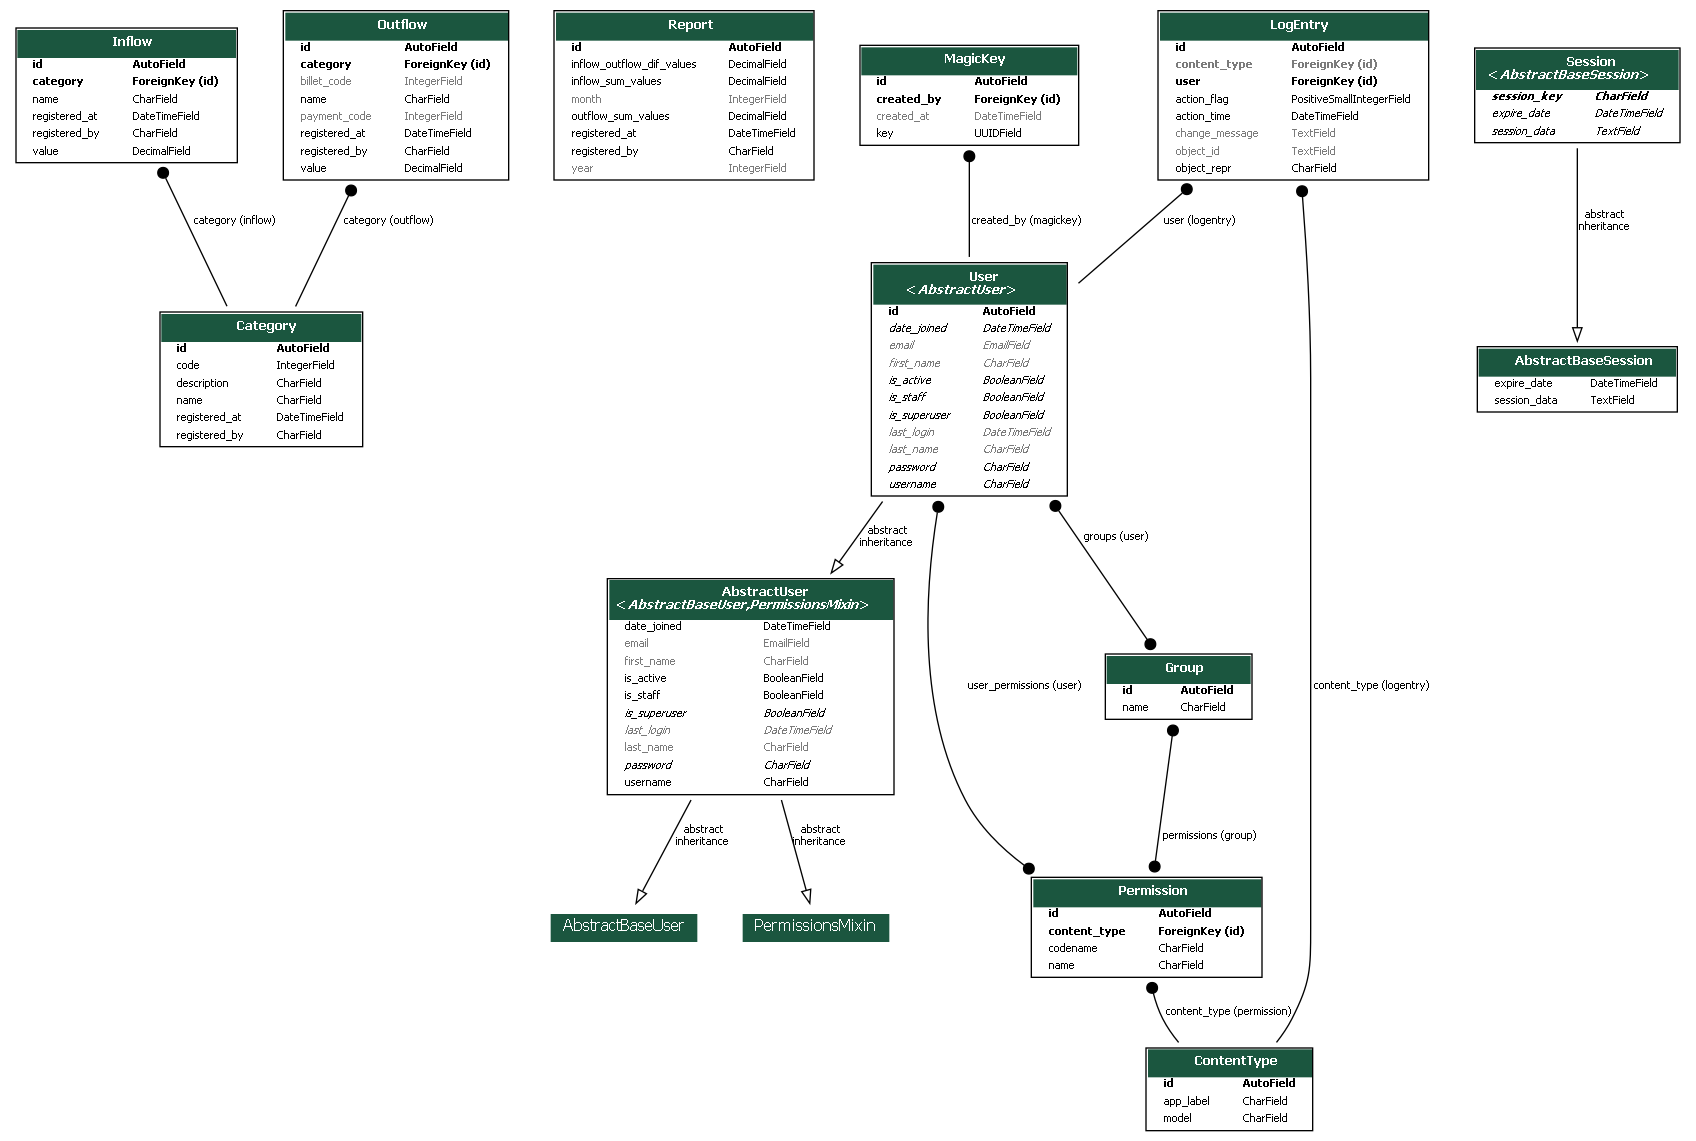 Inflow
id AutoField
category ForeignKey (id)
name CharField
registered_at DateTimeField
registered_by CharField
value DecimalField
Outflow
id AutoField
category ForeignKey (id)
billet_code IntegerField
name CharField
payment_code IntegerField
registered_at DateTimeField
registered_by CharField
value DecimalField
Report
id AutoField
inflow_outflow_dif_values DecimalField
inflow_sum_values DecimalField
month IntegerField
outflow_sum_values DecimalField
registered_at DateTimeField
registered_by CharField
year IntegerField
MagicKey
id AutoField
created_by ForeignKey (id)
created_at DateTimeField
key UUIDField
LogEntry
id AutoField
content_type ForeignKey (id)
user ForeignKey (id)
action_flag PositiveSmallIntegerField
action_time DateTimeField
change_message TextField
object_id TextField
object_repr CharField
Session
<AbstractBaseSession>
session_key CharField
expire_date DateTimeField
session_data TextField
category (inflow)
category (outflow)
created_by (magickey)
user (logentry)
abstract
nheritance
Category
id AutoField
code IntegerField
description CharField
name CharField
registered_at DateTimeField
registered_by CharField
User
<AbstractUser>
id AutoField
date_joined DateTimeField
email EmailField
first_name CharField
is_active BooleanField
is_staff BooleanField
is_superuser BooleanField
last_login DateTimeField
last_name CharField
password CharField
username CharField
AbstractBaseSession
expire_date DateTimeField
session_data TextField
abstract
inheritance
groups (user)
AbstractUser
<AbstractBaseUser,PermissionsMixin>
date_joined DateTimeField
email EmailField
first_name CharField
is_active BooleanField
is_staff BooleanField
is_superuser BooleanField
last_login DateTimeField
last_name CharField
password CharField
username CharField
user_permissions (user)
Group
id AutoField
name CharField
content_type (logentry)
abstract
inheritance
abstract
inheritance
permissions (group)
AbstractBaseUser
PermissionsMixin
Permission
id AutoField
content_type ForeignKey (id)
codename CharField
name CharField
content_type (permission)
ContentType
id AutoField
app_label CharField
model CharField